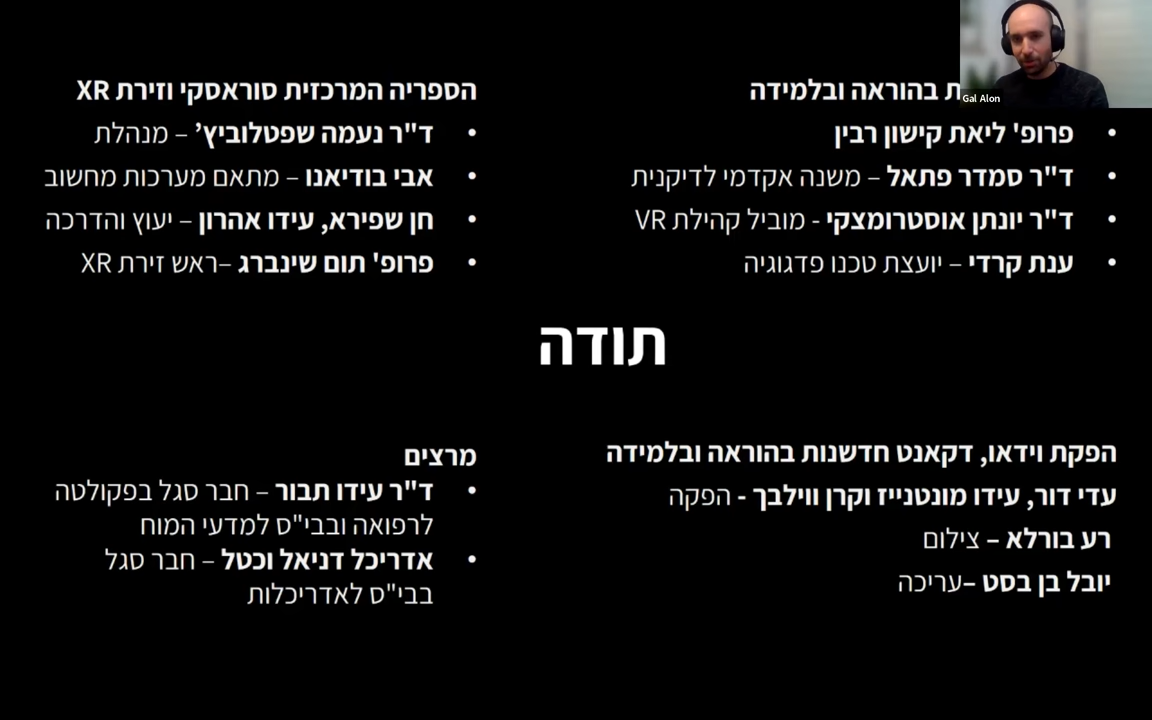 ת בהוראה ובלמידה
פרופ' ליאת קישון רבין
ד"ר סמדר פתאל – משנה אקדמי לדיקנית
ד"ר יונתן אוסטרומצקי - מוביל קהילת VR
ענת קרדי – יועצת טכנו פדגוגיה
הספריה המרכזית סוראסקי וזירת XR
ד"ר נעמה שפטלוביץ’ – מנהלת
אבי בודיאנו – מתאם מערכות מחשוב
חן שפירא, עידו אהרון – יעוץ והדרכה
פרופ' תום שינברג –ראש זירת XR
Gal Alon
תודה
הפקת וידאו, דקאנט חדשנות בהוראה ובלמידה
עדי דור, עידו מונטנייז וקרן ווילבך - הפקה
רע בורלא – צילום
יובל בן בסט –עריכה
מרצים
ד"ר עידו תבור – חבר סגל בפקולטה
לרפואה ובבי"ס למדעי המוח
אדריכל דניאל וכטל – חבר סגל
בבי"ס לאדריכלות